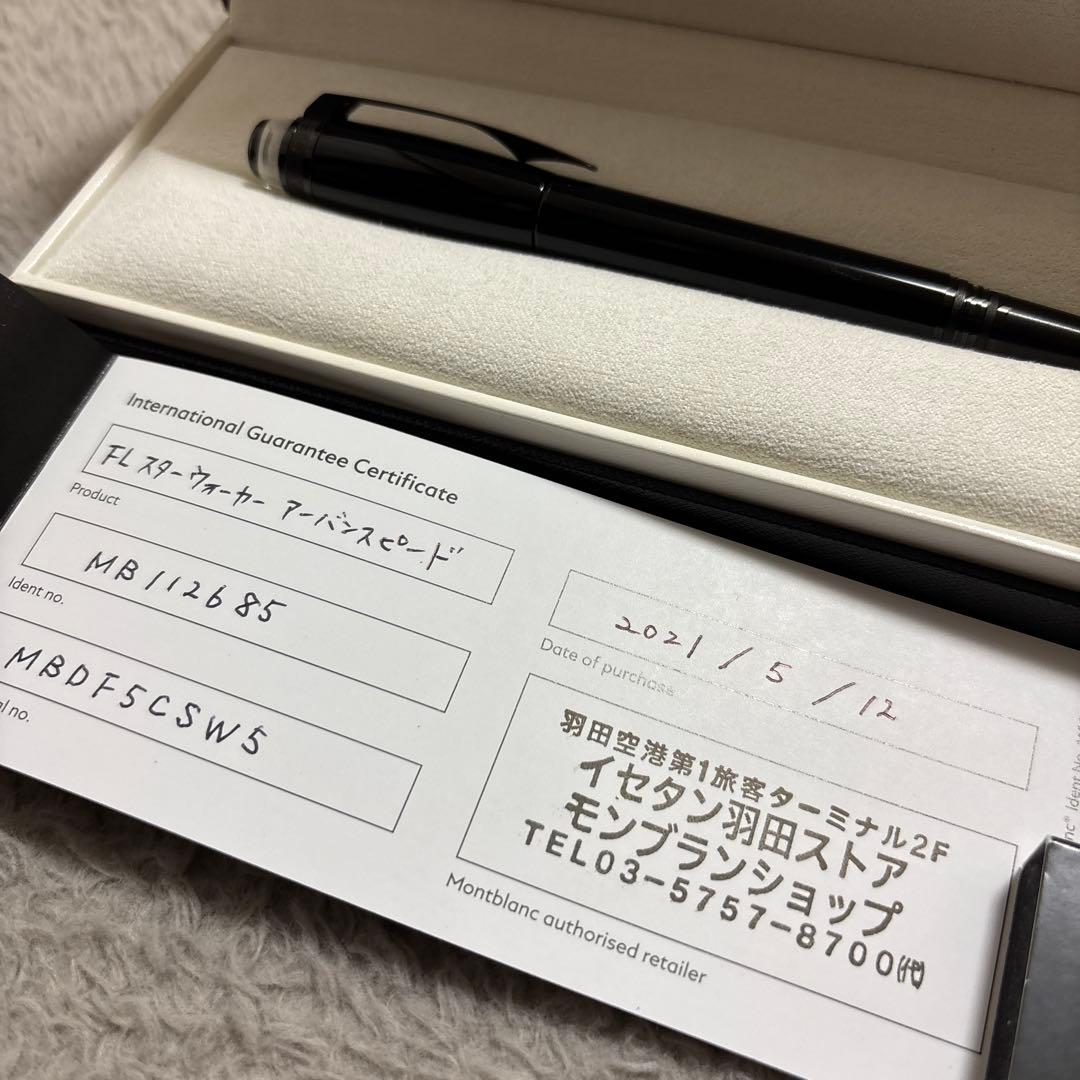 International Guarantee Certificate
FL スターウォーカー アーバンスピード
Product
MB112685
Ident no.
MBDF5CSW5
al no.
2021 / 5 / 12
Date of purchase
羽田空港第1旅客ターミナル2F
イセタン羽田ストア
モンブランショップ
TEL03-5757-8700㈹
Montblanc authorised retailer